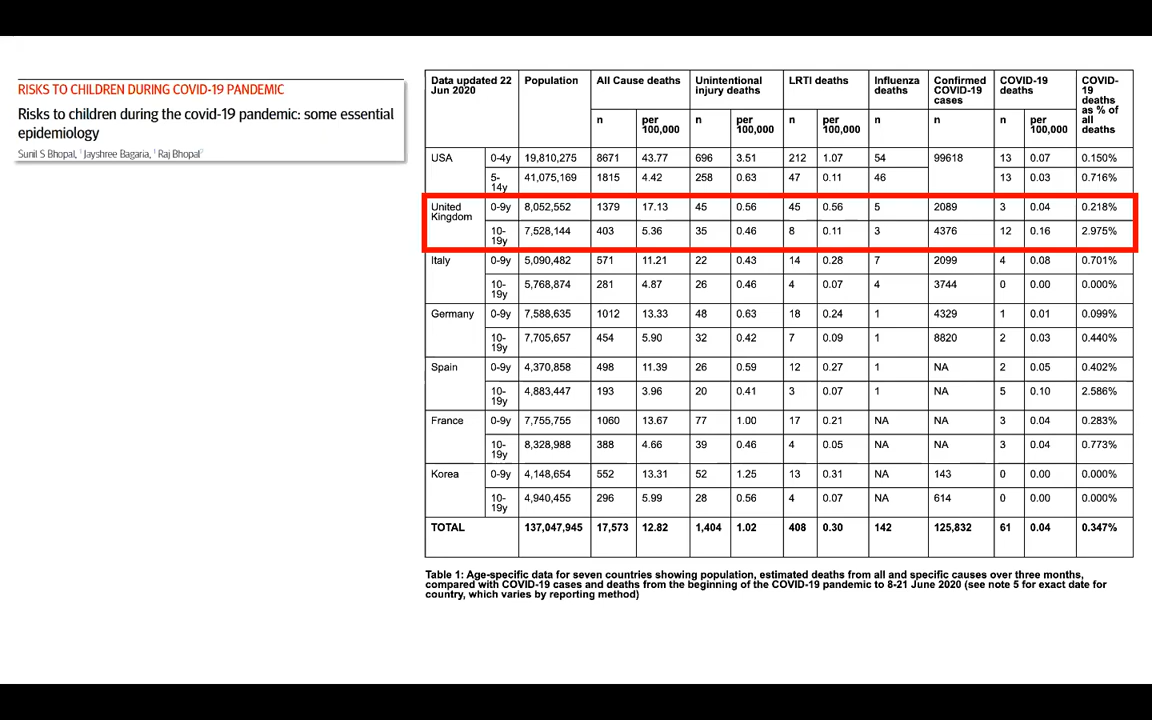 RISKS TO CHILDREN DURING COVID-19 PANDEMIC
Risks to children during the covid-19 pandemic: some essential
epidemiology
Sunil S Bhopal, Jayshree Bagaria, Raj Bhopal
Data updated 22 Jun 2020 Population All Cause deaths Unintentional injury deaths LRTI deaths Influenza deaths Confirmed COVID-19 cases COVID-19 deaths COVID-19 deaths as % of all deaths
n per 100,000 n per 100,000 n per 100,000 n n n per 100,000
USA 0-4y 19,810,275 8671 43.77 696 3.51 212 1.07 54 99618 13 0.07 0.150%
5-14y 41,075,169 1815 4.42 258 0.63 47 0.11 46 13 0.03 0.716%
United Kingdom 0-9y 8,052,552 1379 17.13 45 0.56 45 0.56 5 2089 3 0.04 0.218%
10-19y 7,528,144 403 5.36 35 0.46 8 0.11 3 4376 12 0.16 2.975%
Italy 0-9y 5,090,482 571 11.21 22 0.43 14 0.28 7 2099 4 0.08 0.701%
10-19y 5,768,874 281 4.87 26 0.46 4 0.07 4 3744 0 0.00 0.000%
Germany 0-9y 7,588,635 1012 13.33 48 0.63 18 0.24 1 4329 1 0.01 0.099%
10-19y 7,705,657 454 5.90 32 0.42 7 0.09 1 8820 2 0.03 0.440%
Spain 0-9y 4,370,858 498 11.39 26 0.59 12 0.27 1 NA 2 0.05 0.402%
10-19y 4,883,447 193 3.96 20 0.41 3 0.07 1 NA 5 0.10 2.586%
France 0-9y 7,755,755 1060 13.67 77 1.00 17 0.21 NA NA 3 0.04 0.283%
10-19y 8,328,988 388 4.66 39 0.46 4 0.05 NA NA 3 0.04 0.773%
Korea 0-9y 4,148,654 552 13.31 52 1.25 13 0.31 NA 143 0 0.00 0.000%
10-19y 4,940,455 296 5.99 28 0.56 4 0.07 NA 614 0 0.00 0.000%
TOTAL 137,047,945 17,573 12.82 1,404 1.02 408 0.30 142 125,832 61 0.04 0.347%
Table 1: Age-specific data for seven countries showing population, estimated deaths from all and specific causes over three months,
compared with COVID-19 cases and deaths from the beginning of the COVID-19 pandemic to 8-21 June 2020 (see note 5 for exact date for
country, which varies by reporting method)